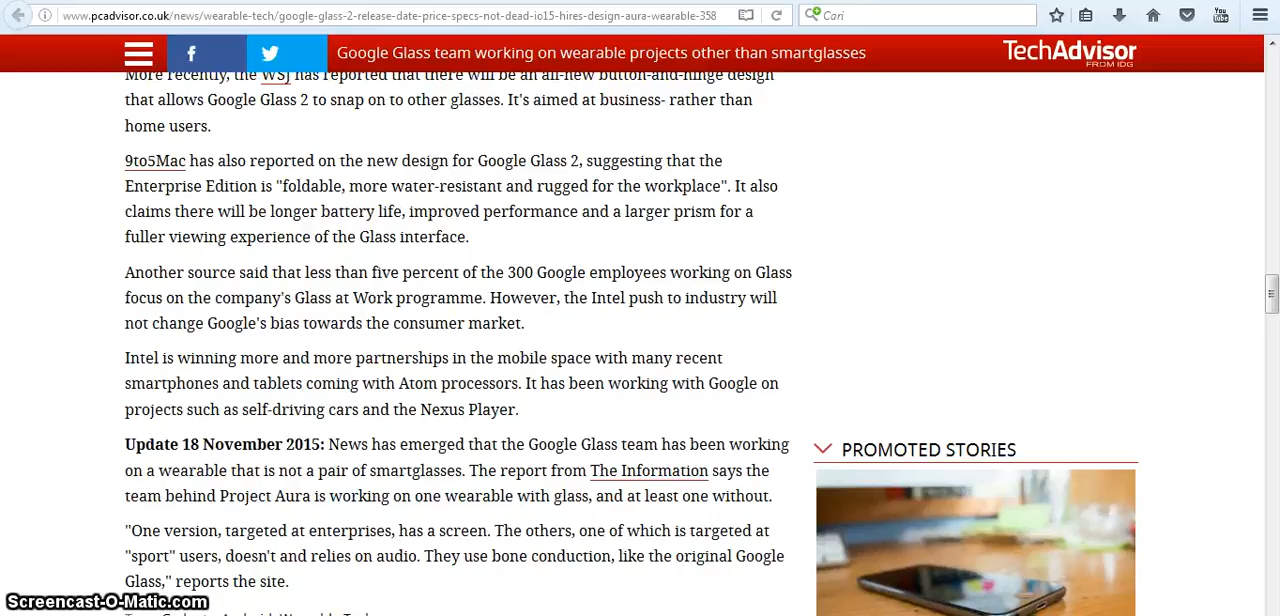 www.pcadvisor.co.uk/news/wearable-tech/google-glass-2-release-date-price-specs-not-dead-io15-hires-design-aura-wearable-358
Cari
You Tube
Google Glass team working on wearable projects other than smartglasses
TechAdvisor
FROM IDG
More recently, the WSJ has reported that there will be an all-new button-and-hinge design
that allows Google Glass 2 to snap on to other glasses. It's aimed at business- rather than
home users.
9to5Mac has also reported on the new design for Google Glass 2, suggesting that the
Enterprise Edition is "foldable, more water-resistant and rugged for the workplace". It also
claims there will be longer battery life, improved performance and a larger prism for a
fuller viewing experience of the Glass interface.
Another source said that less than five percent of the 300 Google employees working on Glass
focus on the company's Glass at Work programme. However, the Intel push to industry will
not change Google's bias towards the consumer market.
Intel is winning more and more partnerships in the mobile space with many recent
smartphones and tablets coming with Atom processors. It has been working with Google on
projects such as self-driving cars and the Nexus Player.
Update 18 November 2015: News has emerged that the Google Glass team has been working
on a wearable that is not a pair of smartglasses. The report from The Information says the
team behind Project Aura is working on one wearable with glass, and at least one without.
"One version, targeted at enterprises, has a screen. The others, one of which is targeted at
"sport" users, doesn't and relies on audio. They use bone conduction, like the original Google
Glass," reports the site.
PROMOTED STORIES
Screencast-O-Matic.com